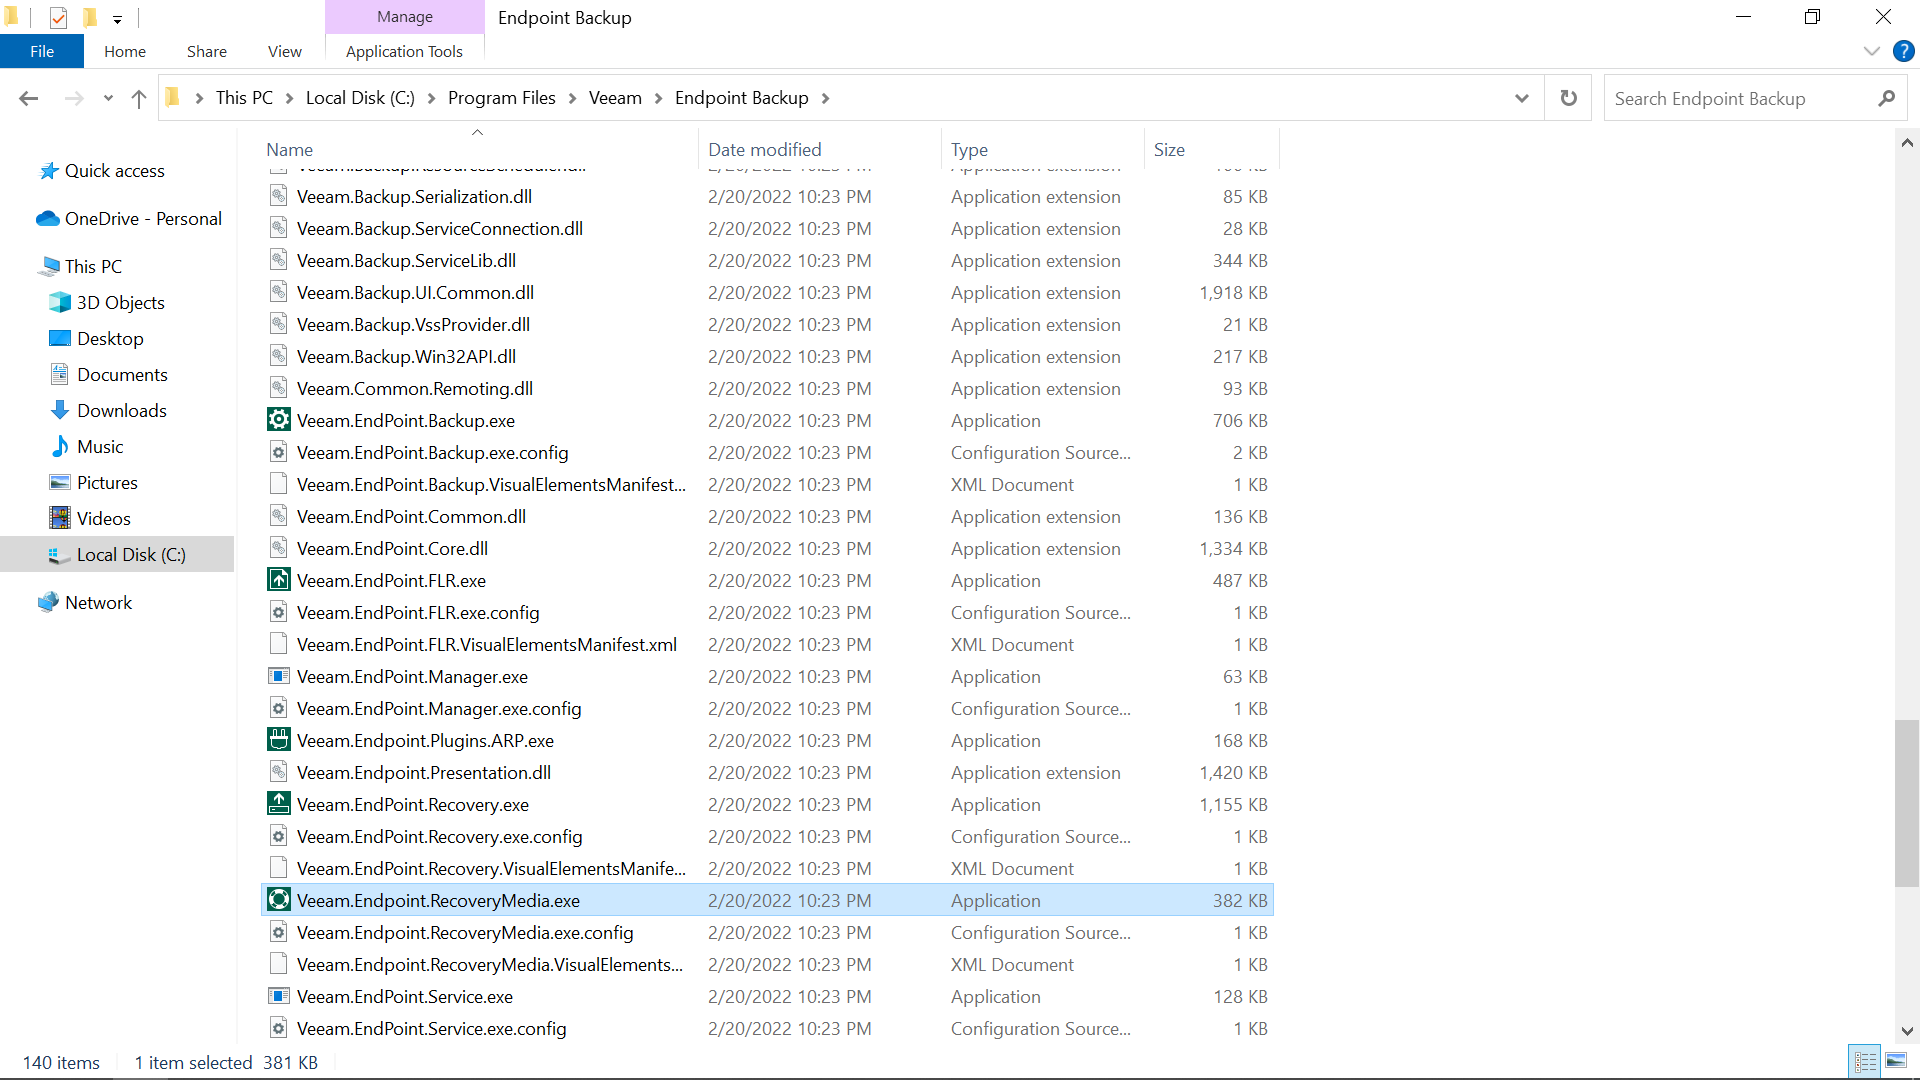 Manage
Endpoint Backup
File
Home
Share
View
Application Tools
This PC
Local Disk (C:)
Program Files
Veeam
Endpoint Backup
Search Endpoint Backup
Name
Date modified
Type
Size
Veeam.Backup.Serialization.dll 2/20/2022 10:23 PM Application extension 85 KB
Veeam.Backup.ServiceConnection.dll 2/20/2022 10:23 PM Application extension 28 KB
Veeam.Backup.ServiceLib.dll 2/20/2022 10:23 PM Application extension 344 KB
Veeam.Backup.UI.Common.dll 2/20/2022 10:23 PM Application extension 1,918 KB
Veeam.Backup.VssProvider.dll 2/20/2022 10:23 PM Application extension 21 KB
Veeam.Backup.Win32API.dll 2/20/2022 10:23 PM Application extension 217 KB
Veeam.Common.Remoting.dll 2/20/2022 10:23 PM Application extension 93 KB
Veeam.EndPoint.Backup.exe 2/20/2022 10:23 PM Application 706 KB
Veeam.EndPoint.Backup.exe.config 2/20/2022 10:23 PM Configuration Source... 2 KB
Veeam.EndPoint.Backup.VisualElementsManifest... 2/20/2022 10:23 PM XML Document 1 KB
Veeam.EndPoint.Common.dll 2/20/2022 10:23 PM Application extension 136 KB
Veeam.EndPoint.Core.dll 2/20/2022 10:23 PM Application extension 1,334 KB
Veeam.EndPoint.FLR.exe 2/20/2022 10:23 PM Application 487 KB
Veeam.EndPoint.FLR.exe.config 2/20/2022 10:23 PM Configuration Source... 1 KB
Veeam.EndPoint.FLR.VisualElementsManifest.xml 2/20/2022 10:23 PM XML Document 1 KB
Veeam.EndPoint.Manager.exe 2/20/2022 10:23 PM Application 63 KB
Veeam.EndPoint.Manager.exe.config 2/20/2022 10:23 PM Configuration Source... 1 KB
Veeam.Endpoint.Plugins.ARP.exe 2/20/2022 10:23 PM Application 168 KB
Veeam.Endpoint.Presentation.dll 2/20/2022 10:23 PM Application extension 1,420 KB
Veeam.EndPoint.Recovery.exe 2/20/2022 10:23 PM Application 1,155 KB
Veeam.EndPoint.Recovery.exe.config 2/20/2022 10:23 PM Configuration Source... 1 KB
Veeam.EndPoint.Recovery.VisualElementsManife... 2/20/2022 10:23 PM XML Document 1 KB
Veeam.Endpoint.RecoveryMedia.exe 2/20/2022 10:23 PM Application 382 KB
Veeam.Endpoint.RecoveryMedia.exe.config 2/20/2022 10:23 PM Configuration Source... 1 KB
Veeam.Endpoint.RecoveryMedia.VisualElements... 2/20/2022 10:23 PM XML Document 1 KB
Veeam.EndPoint.Service.exe 2/20/2022 10:23 PM Application 128 KB
Veeam.EndPoint.Service.exe.config 2/20/2022 10:23 PM Configuration Source... 1 KB
Quick access
OneDrive - Personal
This PC
3D Objects
Desktop
Documents
Downloads
Music
Pictures
Videos
Local Disk (C:)
Network
140 items
1 item selected 381 KB